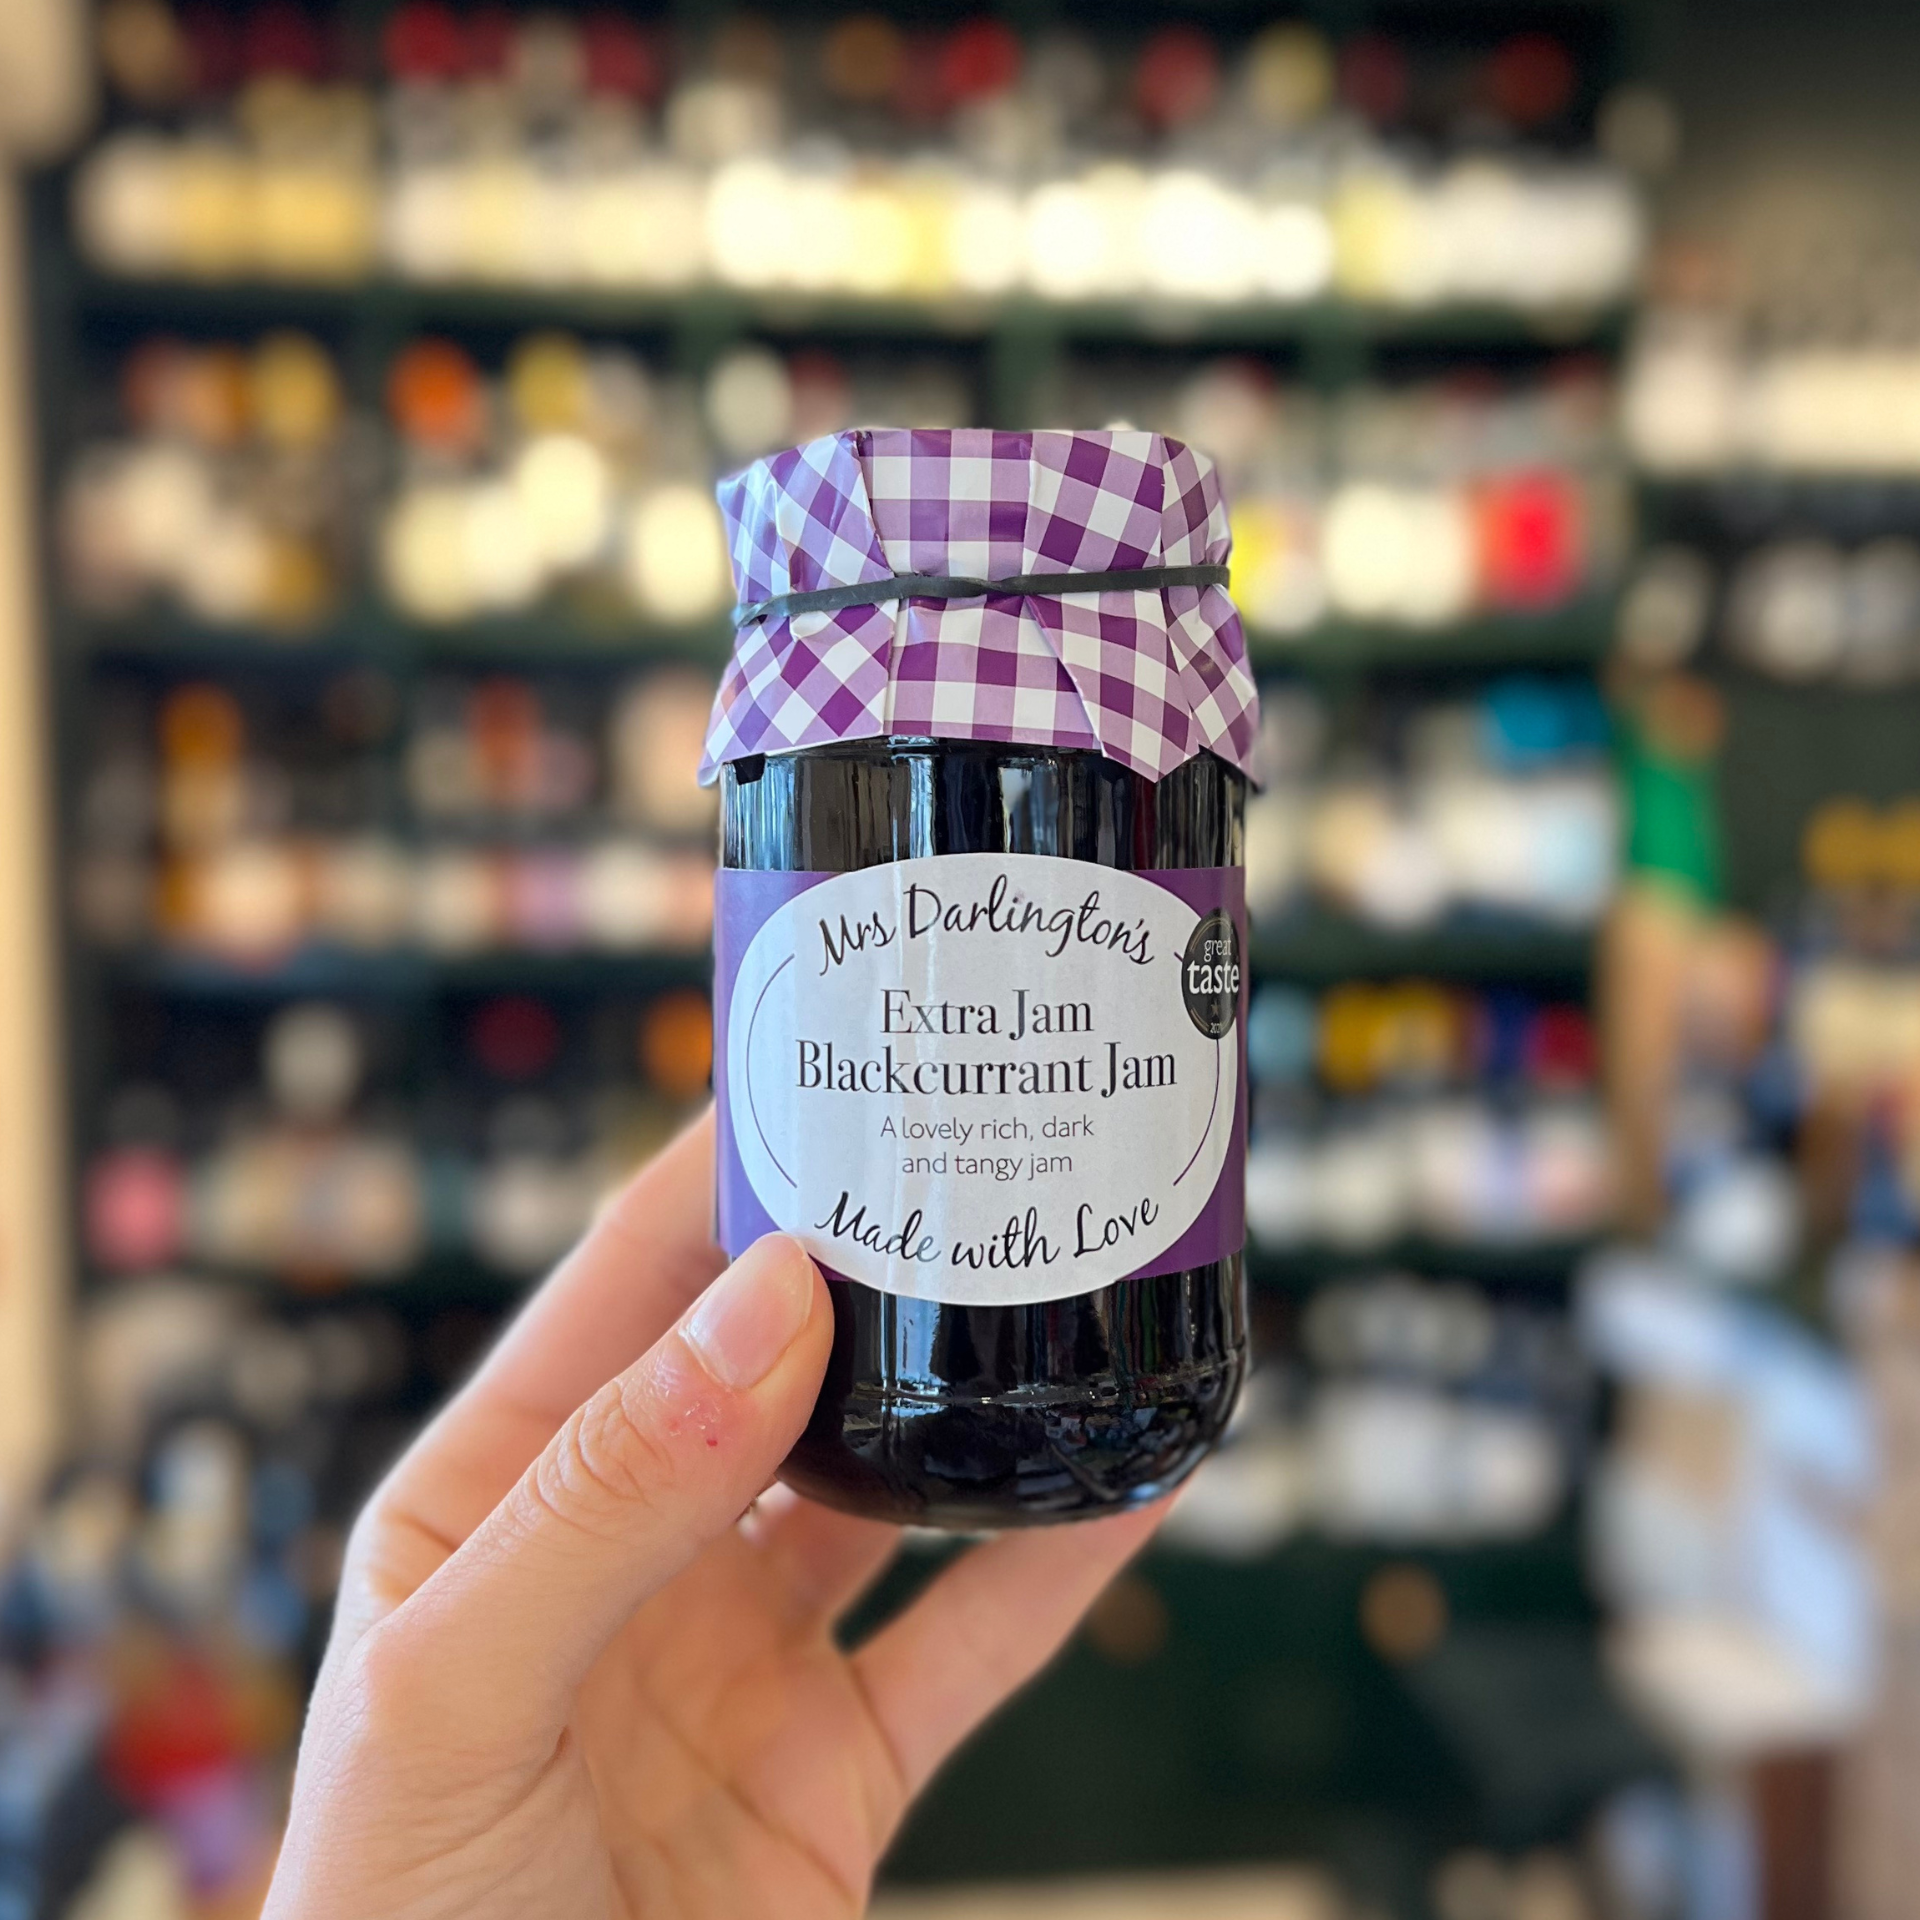 Mrs Darlington's
great
taste
Extra Jam
Blackcurrant Jam
A lovely rich, dark
and tangy jam
Made with Love